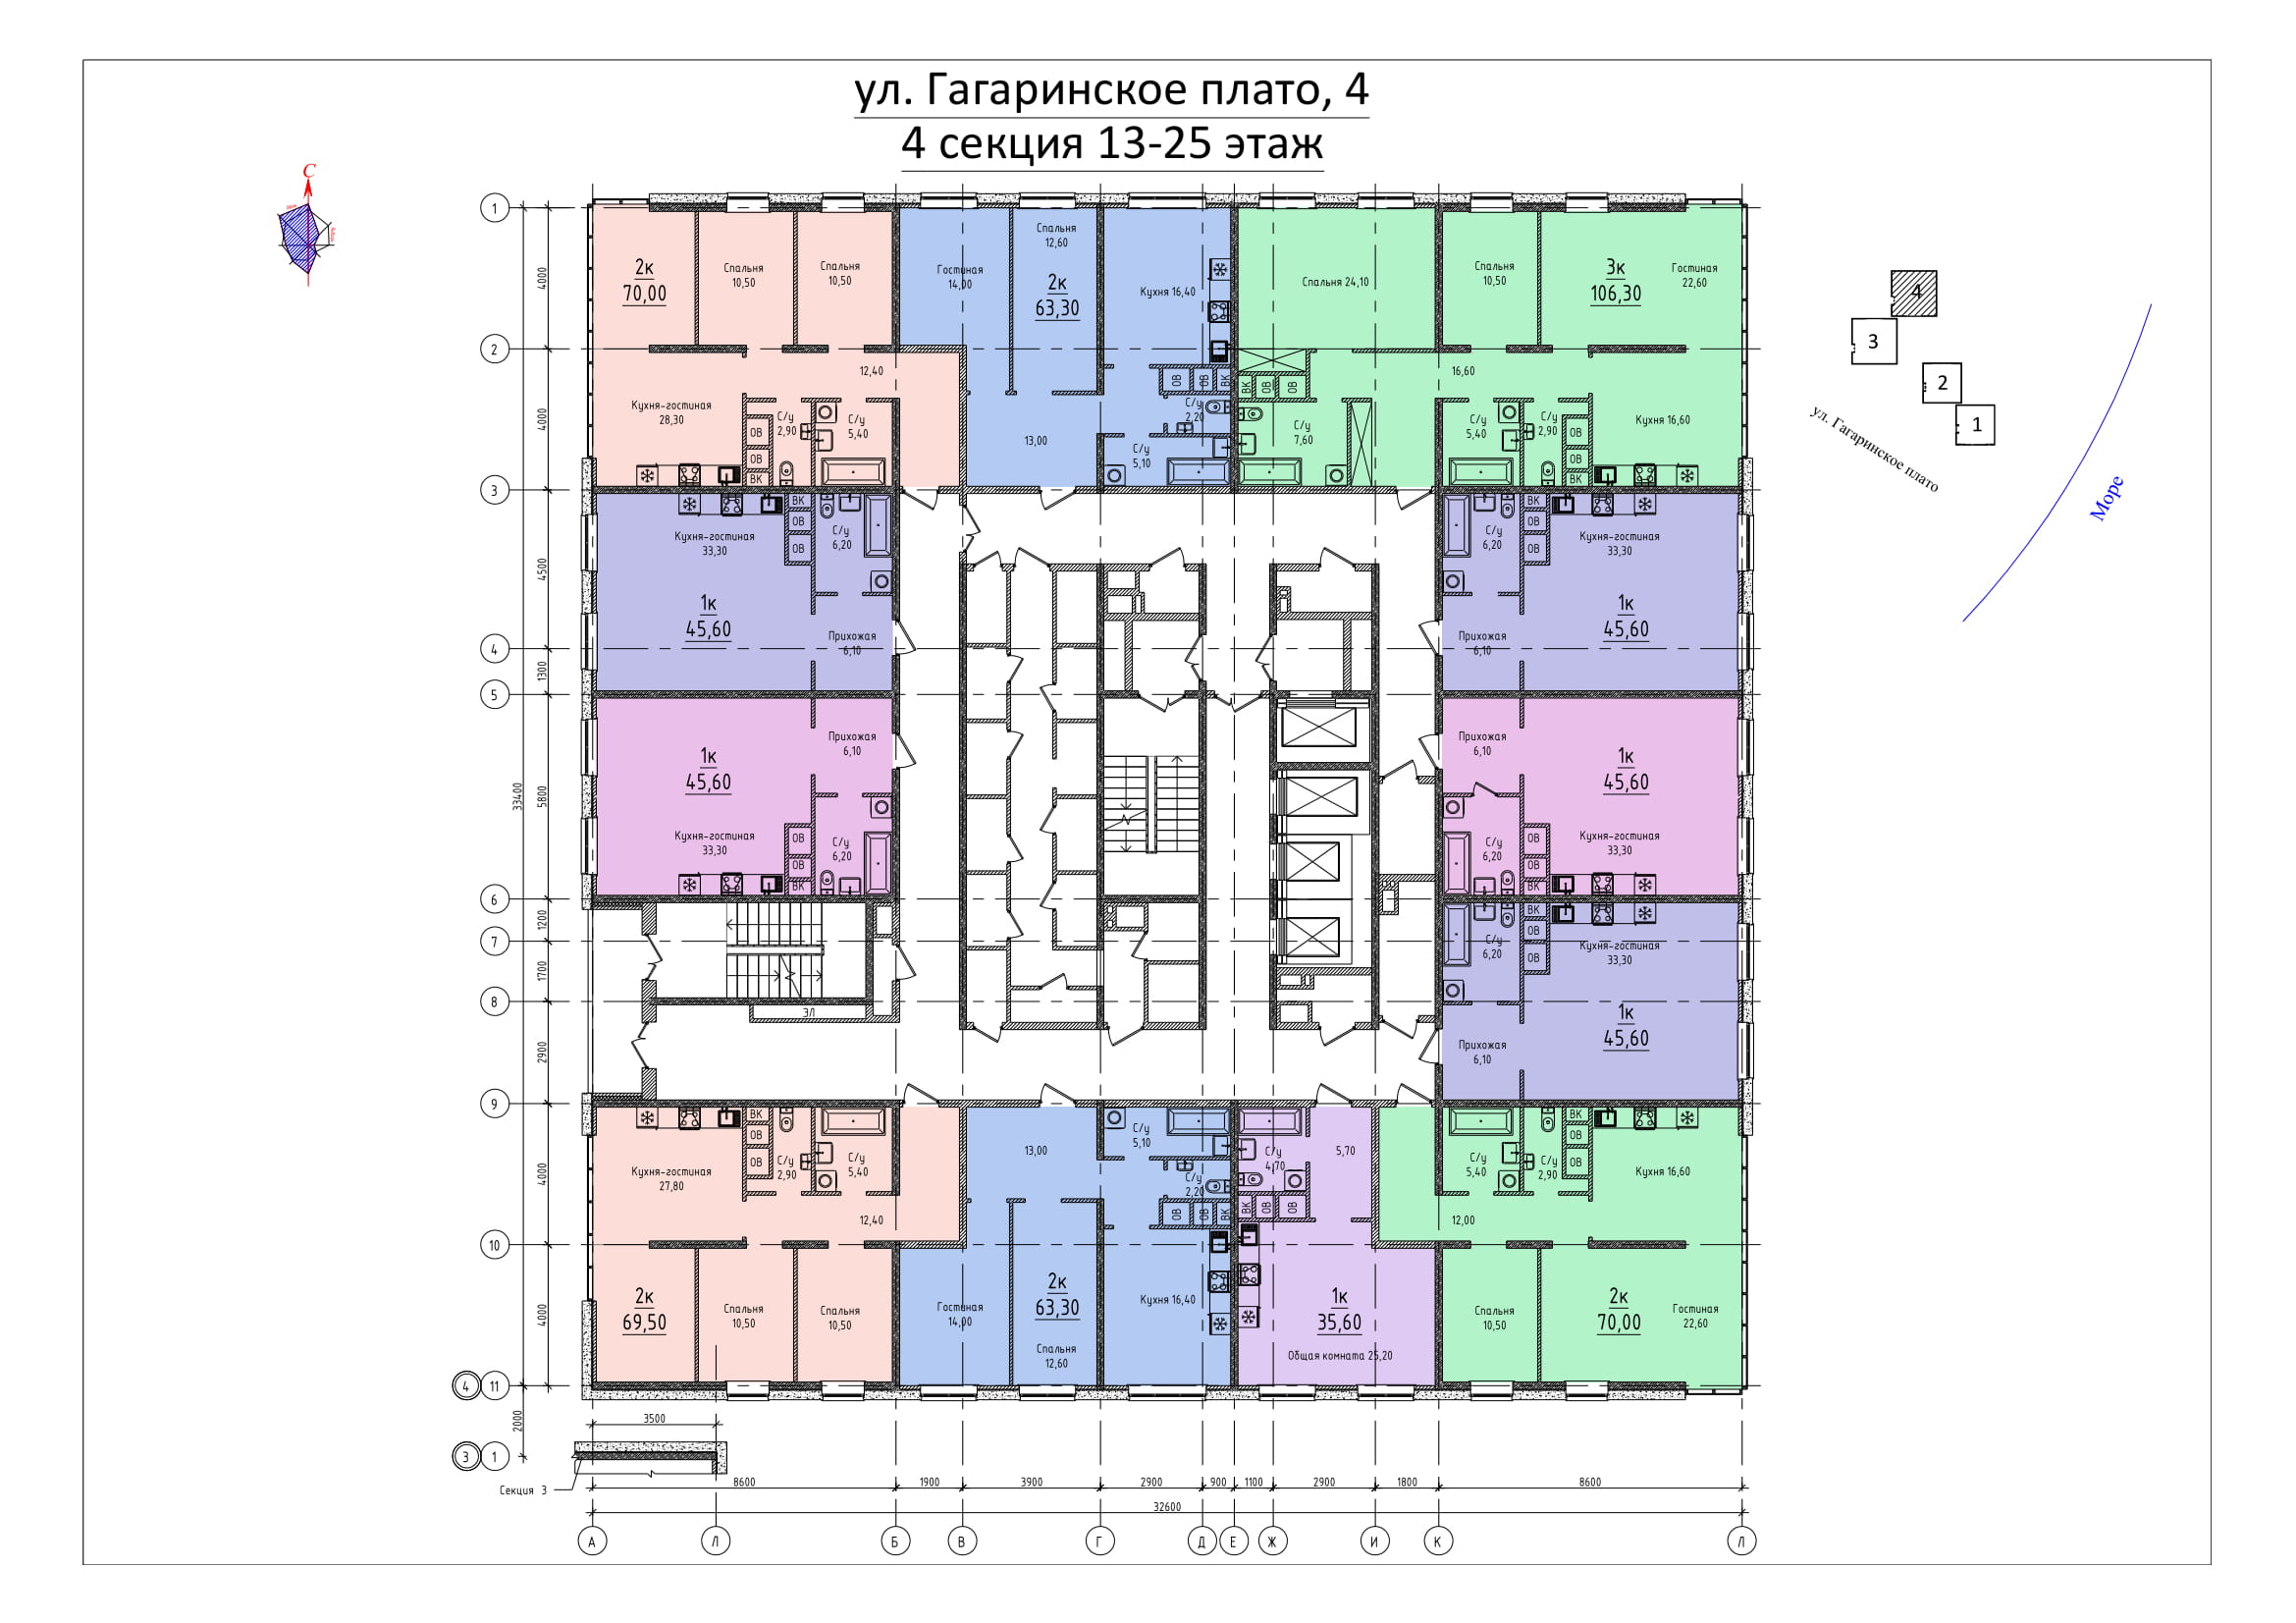 ул. Гагаринское плато, 4
4 секция 13-25 этаж
С
1
2
3
4
5
6
7
8
9
10
4 11
3 1
4000
4000
4500
1300
5800
1200
1700
2900
4000
4000
33400
2000
2к
70,00
Спальня
10,50
Спальня
10,50
12,40
Кухня-гостиная
28,30
С/у
2,90
С/у
5,40
ОВ
ОВ
ВК
Гостиная
14,00
Спальня
12,60
2к
63,30
Кухня 16,40
ОВ
ОВ
ВК
С/у
2,20
13,00
С/у
5,10
Спальня 24,10
Спальня
10,50
3к
106,30
Гостиная
22,60
16,60
ВК
ОВ
ОВ
С/у
7,60
С/у
5,40
С/у
2,90
ОВ
ОВ
ВК
Кухня 16,60
Кухня-гостиная
33,30
ВК
ОВ
ОВ
С/у
6,20
1к
45,60
Прихожая
6,10
С/у
6,20
ВК
ОВ
ОВ
Кухня-гостиная
33,30
1к
45,60
Прихожая
6,10
1к
45,60
Прихожая
6,10
Кухня-гостиная
33,30
ОВ
ОВ
ВК
С/у
6,20
Прихожая
6,10
1к
45,60
С/у
6,20
ОВ
ОВ
ВК
Кухня-гостиная
33,30
ЭЛ
С/у
6,20
ВК
ОВ
ОВ
Кухня-гостиная
33,30
1к
45,60
Прихожая
6,10
ВК
ОВ
ОВ
Кухня-гостиная
27,80
С/у
2,90
С/у
5,40
12,40
2к
69,50
Спальня
10,50
Спальня
10,50
13,00
С/у
5,10
С/у
2,20
ОВ
ОВ
ВК
Гостиная
14,00
2к
63,30
Спальня
12,60
Кухня 16,40
С/у
4,70
5,70
ВК
ОВ
ОВ
1к
35,60
Общая комната 25,20
С/у
5,40
С/у
2,90
ВК
ОВ
ОВ
Кухня 16,60
12,00
Спальня
10,50
2к
70,00
Гостиная
22,60
3500
Секция 3
8600
1900
3900
2900
900
1100
2900
1800
8600
32600
А
Л
Б
В
Г
Д
Е
Ж
И
К
Л
4
3
2
1
ул. Гагаринское плато
Море